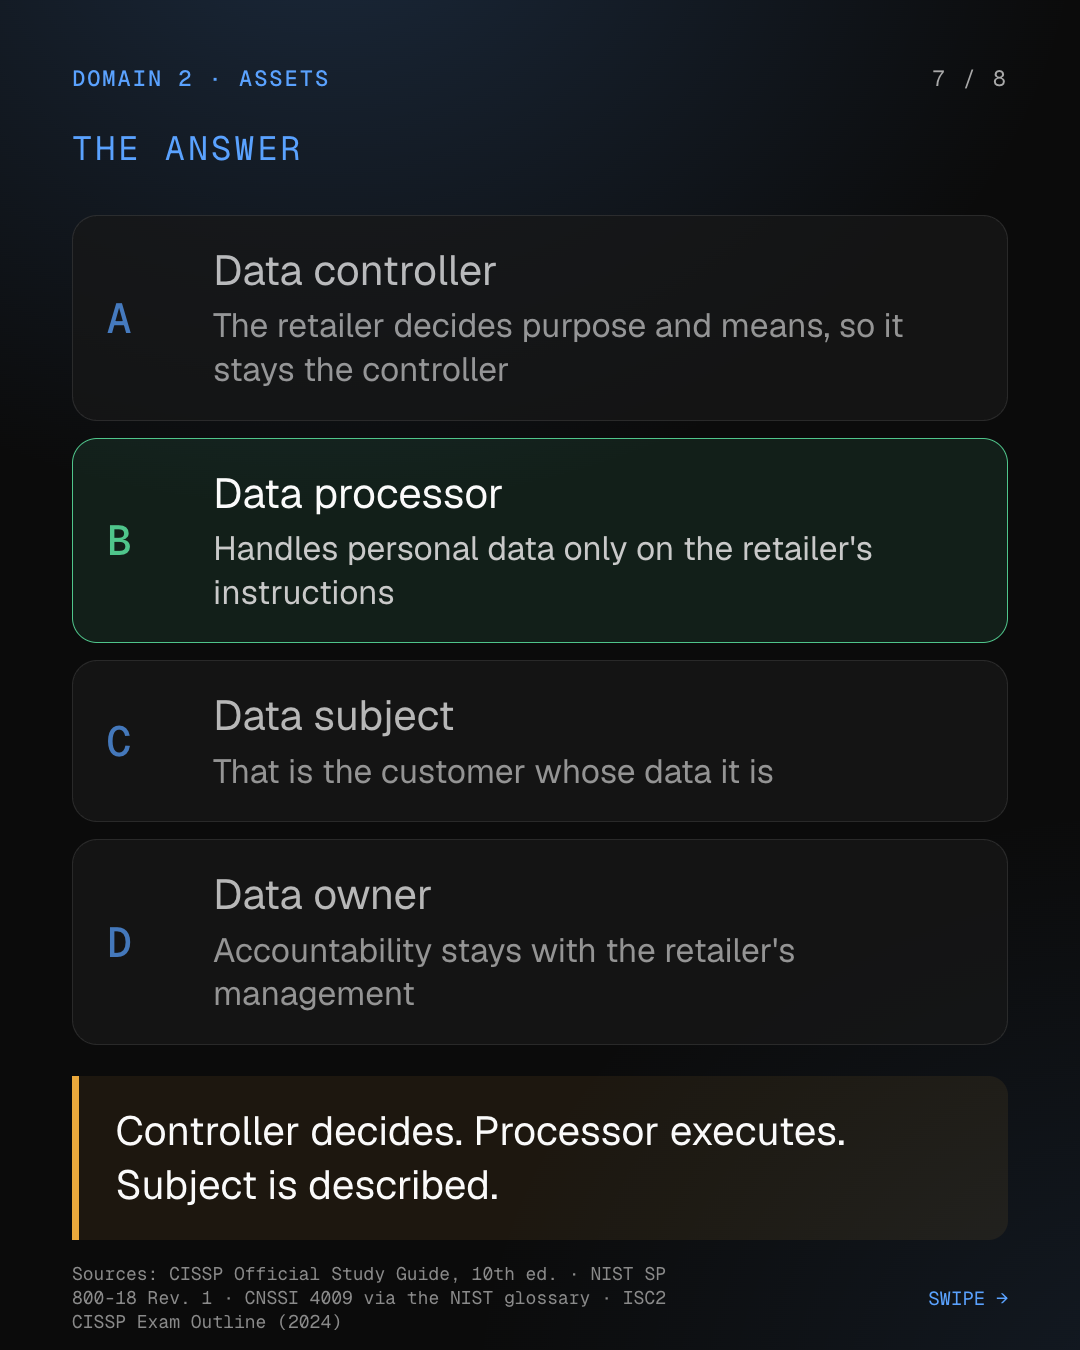 DOMAIN 2 · ASSETS
7 / 8
THE ANSWER
A
Data controller
The retailer decides purpose and means, so it
stays the controller
B
Data processor
Handles personal data only on the retailer's
instructions
C
Data subject
That is the customer whose data it is
D
Data owner
Accountability stays with the retailer's
management
Controller decides. Processor executes.
Subject is described.
Sources: CISSP Official Study Guide, 10th ed. · NIST SP
800-18 Rev. 1 · CNSSI 4009 via the NIST glossary · ISC2
CISSP Exam Outline (2024)
SWIPE →